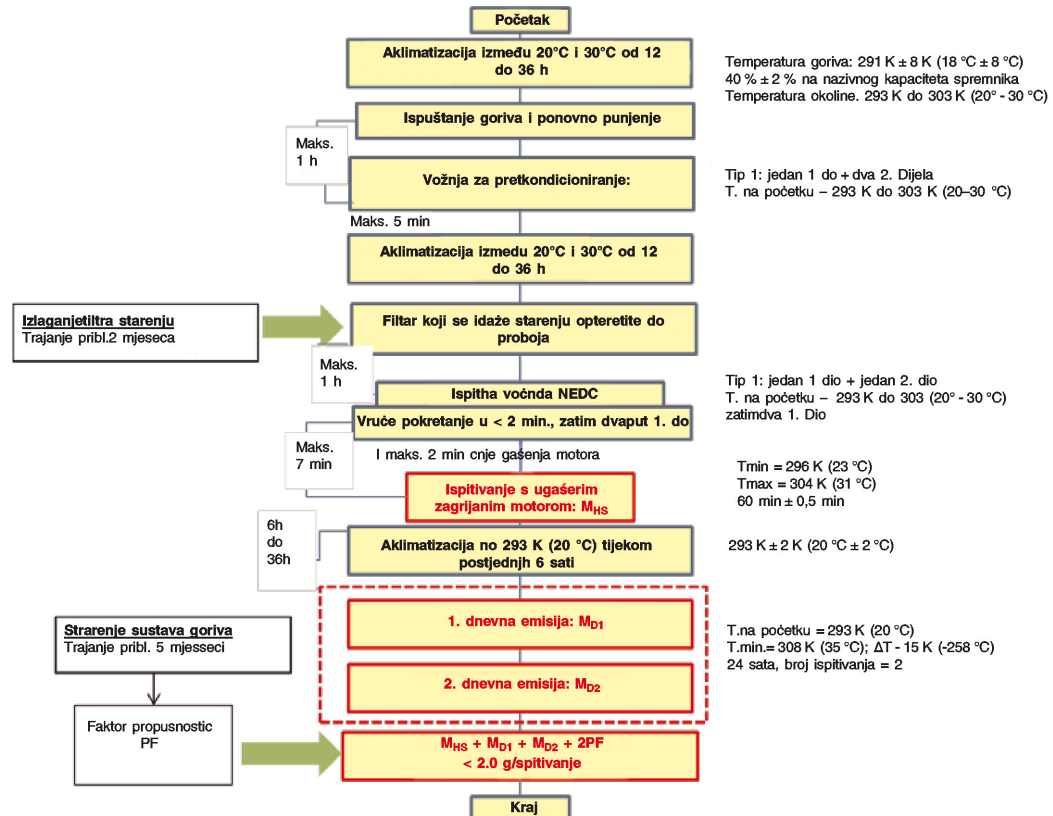 Početak
Aklimatizacija između 20°C i 30°C od 12
do 36 h
Temperatura goriva: 291 K ± 8 K (18 °C ± 8 °C)
40 % ± 2 % na nazivnog kapaciteta spremnika
Temperatura okoline. 293 K do 303 K (20° - 30 °C)
Ispuštanje goriva i ponovno punjenje
Maks.
1 h
Vožnja za pretkondicioniranje:
Tip 1: jedan 1 do + dva 2. Dijela
T. na početku – 293 K do 303 K (20–30 °C)
Maks. 5 min
Aklimatizacija izmedu 20°C i 30°C od 12
do 36 h
Izlaganjetiltra starenju
Trajanje pribl.2 mjeseca
Filtar koji se idaže starenju opteretite do
proboja
Maks.
1 h
Ispitha voćnda NEDC
Tip 1: jedan 1 dio + jedan 2. dio
T. na početku – 293 K do 303 (20° - 30 °C)
zatimdva 1. Dio
Vruće pokretanje u < 2 min., zatim dvaput 1. do
Maks.
7 min
I maks. 2 min cnje gašenja motora
Ispitivanje s ugašerim
zagrijanim motorom: MHS
Tmin = 296 K (23 °C)
Tmax = 304 K (31 °C)
60 min ± 0,5 min
6h
do
36h
Aklimatizacija no 293 K (20 °C) tijekom
postjednjh 6 sati
293 K ± 2 K (20 °C ± 2 °C)
1. dnevna emisija: MD1
Strarenje sustava goriva
Trajanje pribl. 5 mjesseci
T.na početku = 293 K (20 °C)
T.min.= 308 K (35 °C); ΔT - 15 K (-258 °C)
24 sata, broj ispitivanja = 2
2. dnevna emisija: MD2
Faktor propusnostic
PF
MHS + MD1 + MD2 + 2PF
< 2.0 g/spitivanje
Kraj